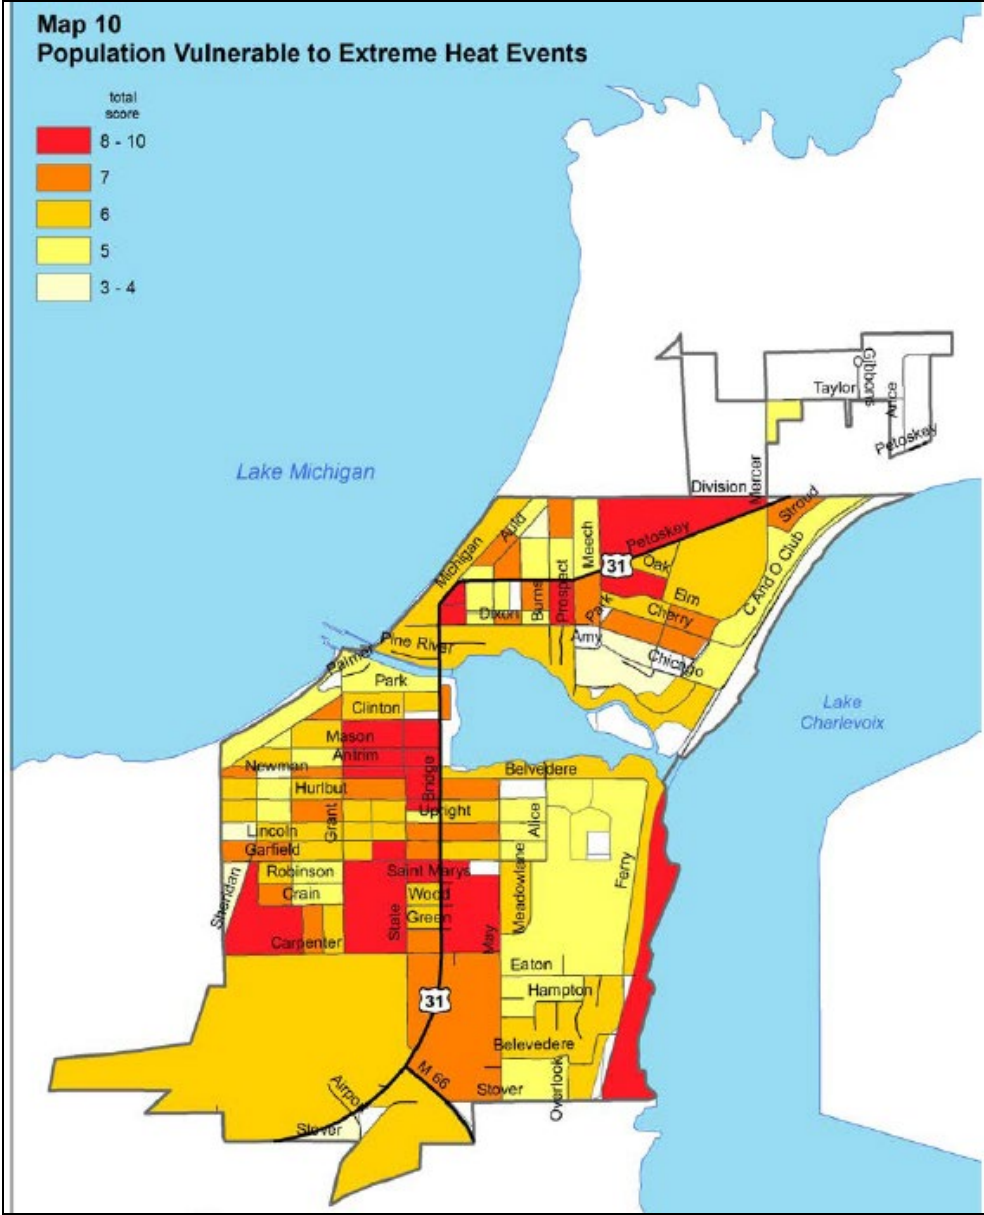 Map 10
Population Vulnerable to Extreme Heat Events
total
score
8 - 10
7
6
5
3 - 4
Gibbons
Taylor
Arice
Petoskey
Lake Michigan
Mercer
Division
Stroud
Auld
Petoskey
Meech
Michigan
31
Oak
C And O Club
Prospect
Burns
Elm
Dixon
Park
Cherry
Amy
Pine River
Chicago
Palmer
Park
Lake
Charlevoix
Clinton
Mason
Antrim
Newman
Bridge
Belvedere
Hurlbut
Upright
Grant
Alice
Lincoln
Garfield
Robinson
Saint Marys
Ferry
Meadowlane
Crain
Wood
Sheridan
Green
State
Carpenter
May
Eaton
Hampton
31
Belevedere
M 66
Airport
Stover
Overlook
Stover